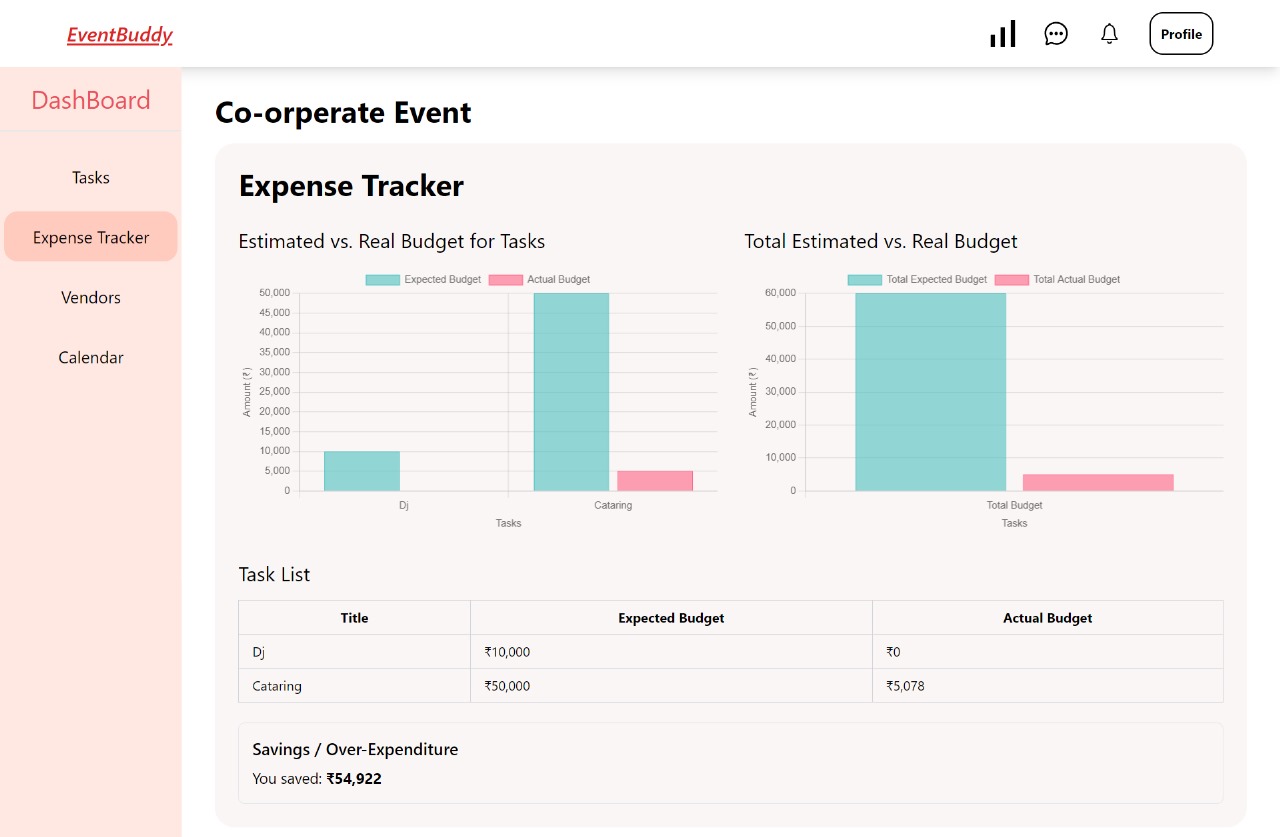 EventBuddy
Profile
DashBoard
Tasks
Expense Tracker
Vendors
Calendar
Co-orperate Event
Expense Tracker
Estimated vs. Real Budget for Tasks
Expected Budget Actual Budget
50,000
45,000
40,000
35,000
30,000
25,000
20,000
15,000
10,000
5,000
0
Amount (₹)
Dj Cataring
Tasks
Total Estimated vs. Real Budget
Total Expected Budget Total Actual Budget
60,000
50,000
40,000
30,000
20,000
10,000
0
Amount (₹)
Total Budget
Tasks
Task List
Title Expected Budget Actual Budget
Dj ₹10,000 ₹0
Cataring ₹50,000 ₹5,078
Savings / Over-Expenditure
You saved: ₹54,922